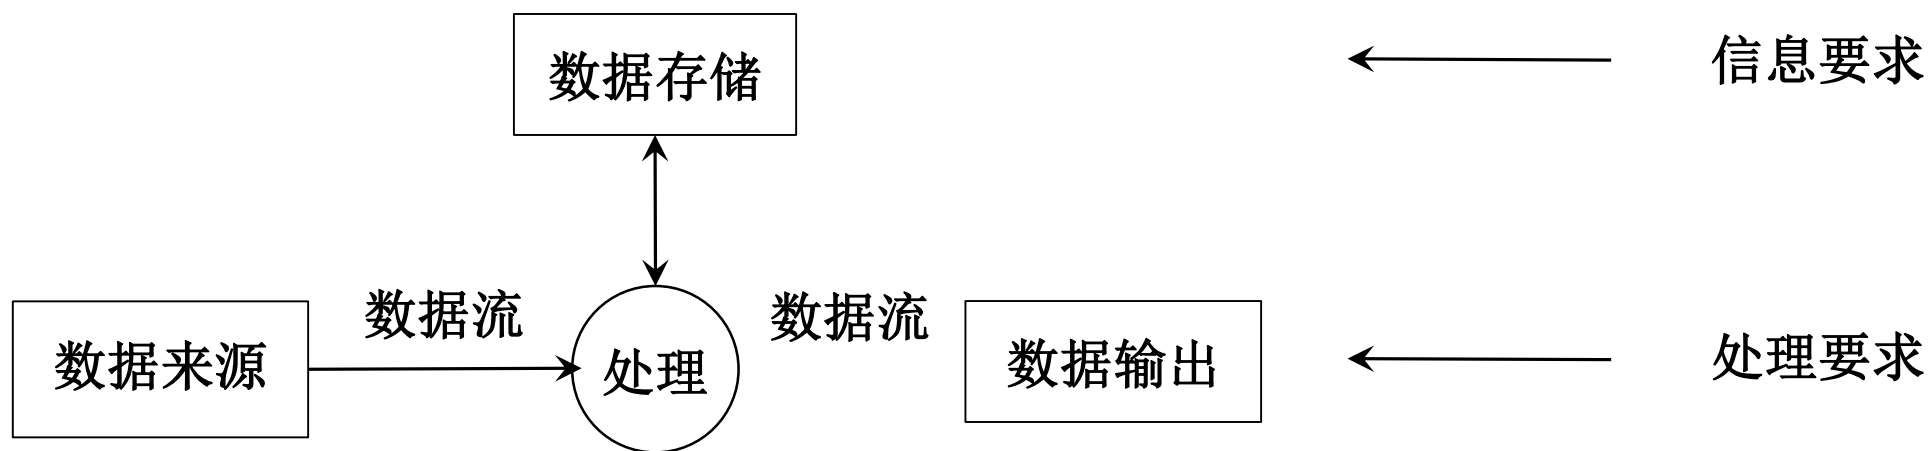 数据存储
信息要求
数据流
数据流
数据来源
处理
数据输出
处理要求